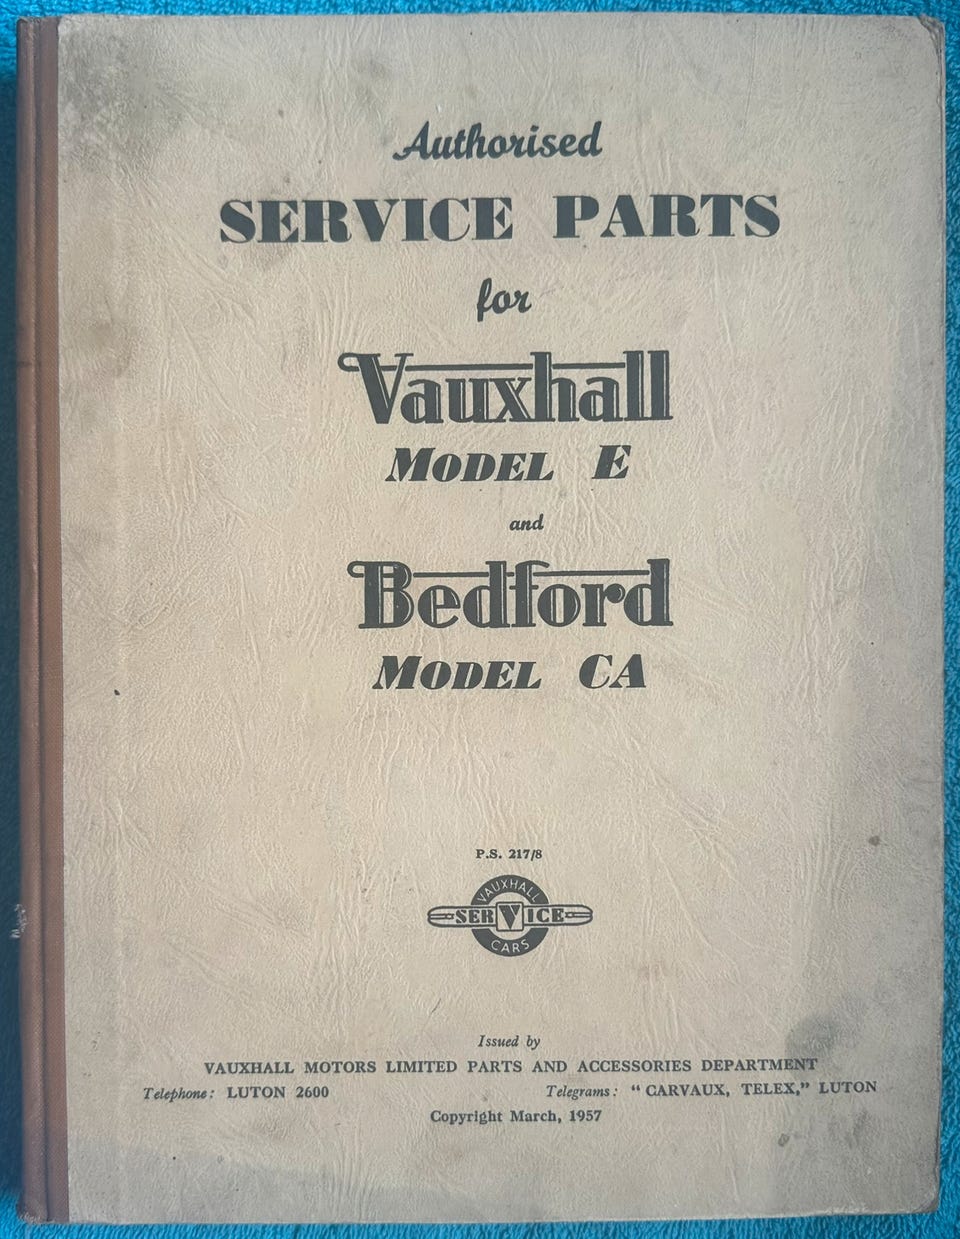 Authorised
SERVICE PARTS
for
Vauxhall
MODEL E
and
Bedford
MODEL CA
P.S. 217/8
VAUXHALL
SERVICE
CARS
Issued by
VAUXHALL MOTORS LIMITED PARTS AND ACCESSORIES DEPARTMENT
Telephone: LUTON 2600 Telegrams: “CARVAUX, TELEX,” LUTON
Copyright March, 1957